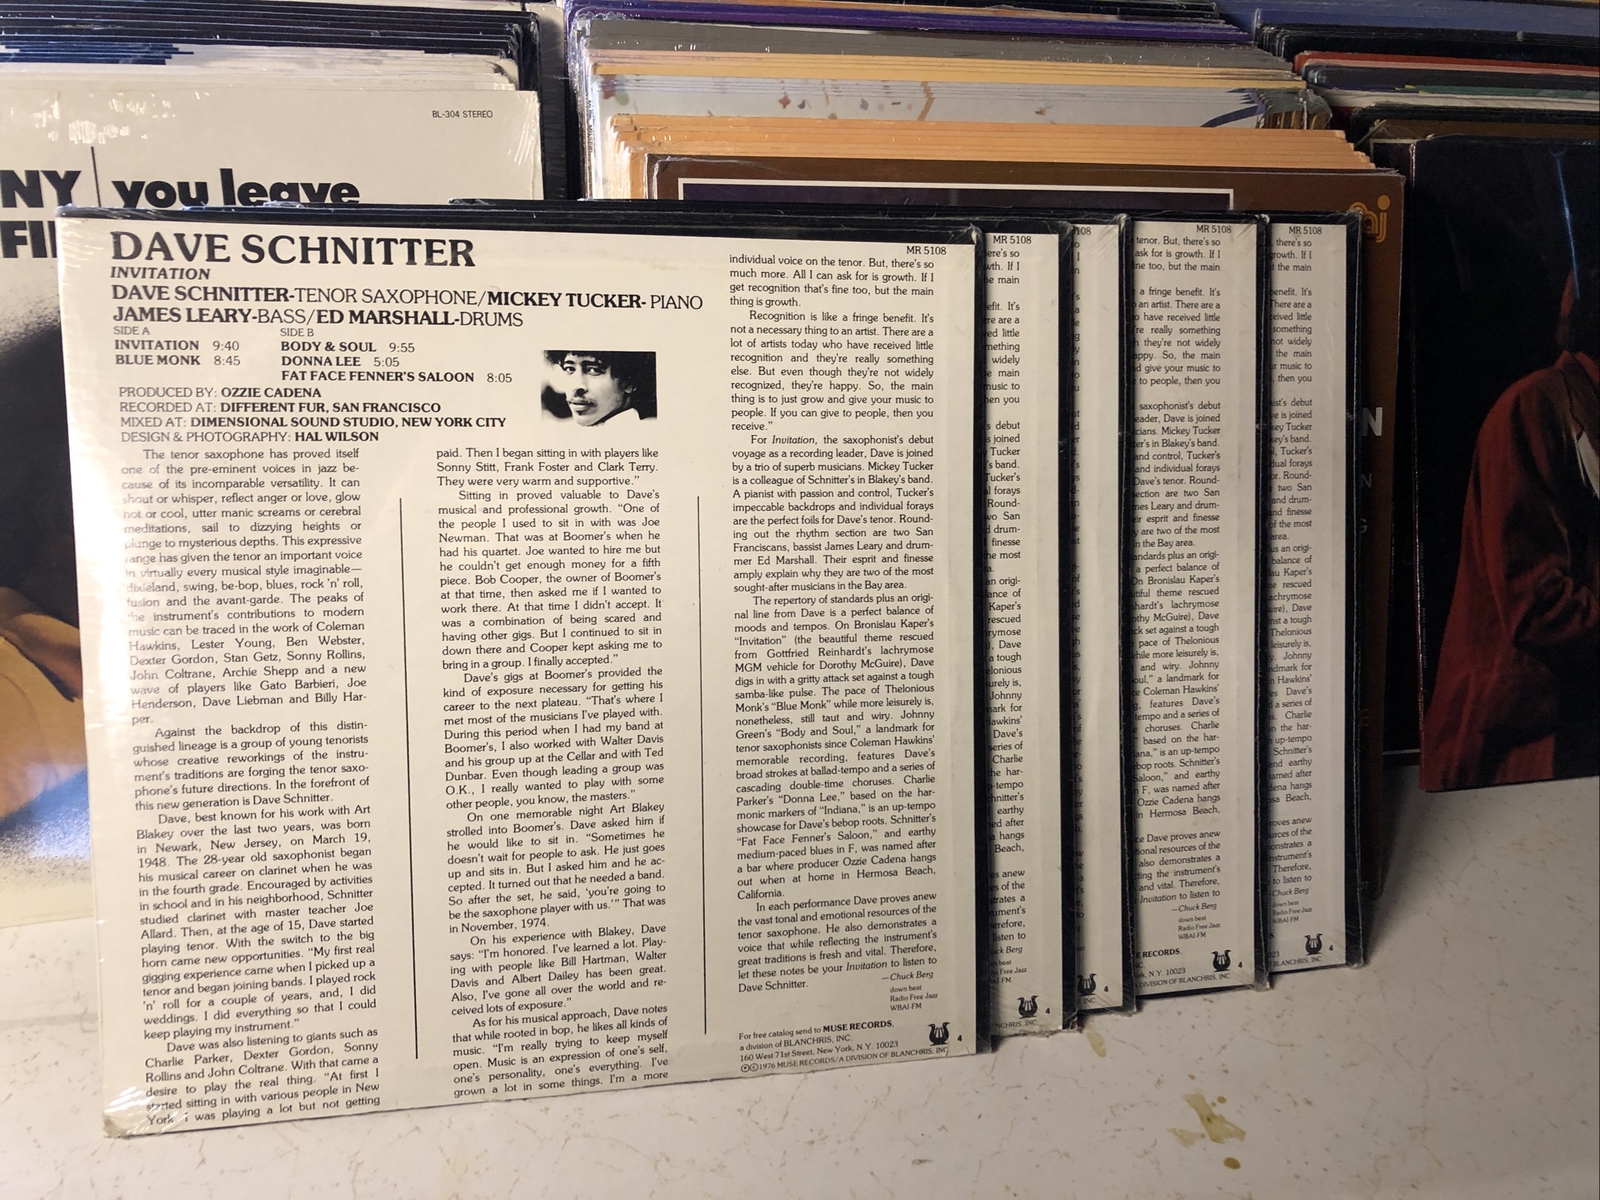 BL-304 STEREO
NY you leave
DAVE SCHNITTER
INVITATION
DAVE SCHNITTER-TENOR SAXOPHONE/MICKEY TUCKER- PIANO
JAMES LEARY-BASS/ED MARSHALL-DRUMS
SIDE A
INVITATION 9:40
BLUE MONK 8:45
SIDE B
BODY & SOUL 9:55
DONNA LEE 5:05
FAT FACE FENNER'S SALOON 8:05
PRODUCED BY: OZZIE CADENA
RECORDED AT: DIFFERENT FUR, SAN FRANCISCO
MIXED AT: DIMENSIONAL SOUND STUDIO, NEW YORK CITY
DESIGN & PHOTOGRAPHY: HAL WILSON
The tenor saxophone has proved itself
one of the pre-eminent voices in jazz be-
cause of its incomparable versatility. It can
shout or whisper, reflect anger or love, glow
hot or cool, utter manic screams or cerebral
meditations, sail to dizzying heights or
plunge to mysterious depths. This expressive
range has given the tenor an important voice
in virtually every musical style imaginable—
dixieland, swing, be-bop, blues, rock 'n' roll,
fusion and the avant-garde. The peaks of
the instrument's contributions to modern
music can be traced in the work of Coleman
Hawkins, Lester Young, Ben Webster,
Dexter Gordon, Stan Getz, Sonny Rollins,
John Coltrane, Archie Shepp and a new
wave of players like Gato Barbieri, Joe
Henderson, Dave Liebman and Billy Har-
per.
Against the backdrop of this distin-
guished lineage is a group of young tenorists
whose creative reworkings of the instru-
ment's traditions are forging the tenor saxo-
phone's future directions. In the forefront of
this new generation is Dave Schnitter.
Dave, best known for his work with Art
Blakey over the last two years, was born
in Newark, New Jersey, on March 19,
1948. The 28-year old saxophonist began
his musical career on clarinet when he was
in the fourth grade. Encouraged by activities
in school and in his neighborhood, Schnitter
studied clarinet with master teacher Joe
Allard. Then, at the age of 15, Dave started
playing tenor. With the switch to the big
horn came new opportunities. "My first real
gigging experience came when I picked up a
tenor and began joining bands. I played rock
'n' roll for a couple of years, and, I did
weddings. I did everything so that I could
keep playing my instrument."
Dave was also listening to giants such as
Charlie Parker, Dexter Gordon, Sonny
Rollins and John Coltrane. With that came a
desire to play the real thing. "At first I
started sitting in with various people in New
York. I was playing a lot but not getting
paid. Then I began sitting in with players like
Sonny Stitt, Frank Foster and Clark Terry.
They were very warm and supportive."
Sitting in proved valuable to Dave's
musical and professional growth. "One of
the people I used to sit in with was Joe
Newman. That was at Boomer's when he
had his quartet. Joe wanted to hire me but
he couldn't get enough money for a fifth
piece. Bob Cooper, the owner of Boomer's
at that time, then asked me if I wanted to
work there. At that time I didn't accept. It
was a combination of being scared and
having other gigs. But I continued to sit in
down there and Cooper kept asking me to
bring in a group. I finally accepted."
Dave's gigs at Boomer's provided the
kind of exposure necessary for getting his
career to the next plateau. "That's where I
met most of the musicians I've played with.
During this period when I had my band at
Boomer's, I also worked with Walter Davis
and his group up at the Cellar and with Ted
Dunbar. Even though leading a group was
O.K., I really wanted to play with some
other people, you know, the masters."
On one memorable night Art Blakey
strolled into Boomer's. Dave asked him if
he would like to sit in. "Sometimes he
doesn't wait for people to ask. He just goes
up and sits in. But I asked him and he ac-
cepted. It turned out that he needed a band.
So after the set, he said, 'you're going to
be the saxophone player with us.'" That was
in November, 1974.
On his experience with Blakey, Dave
says: "I'm honored. I've learned a lot. Play-
ing with people like Bill Hartman, Walter
Davis and Albert Dailey has been great.
Also, I've gone all over the world and re-
ceived lots of exposure."
As for his musical approach, Dave notes
that while rooted in bop, he likes all kinds of
music. "I'm really trying to keep myself
open. Music is an expression of one's self,
one's personality, one's everything. I've
grown a lot in some things. I'm a more
MR 5108
individual voice on the tenor. But, there's so
much more. All I can ask for is growth. If I
get recognition that's fine too, but the main
thing is growth.
Recognition is like a fringe benefit. It's
not a necessary thing to an artist. There are a
lot of artists today who have received little
recognition and they're really something
else. But even though they're not widely
recognized, they're happy. So, the main
thing is to just grow and give your music to
people. If you can give to people, then you
receive."
For Invitation, the saxophonist's debut
voyage as a recording leader, Dave is joined
by a trio of superb musicians. Mickey Tucker
is a colleague of Schnitter's in Blakey's band.
A pianist with passion and control, Tucker's
impeccable backdrops and individual forays
are the perfect foils for Dave's tenor. Round-
ing out the rhythm section are two San
Franciscans, bassist James Leary and drum-
mer Ed Marshall. Their esprit and finesse
amply explain why they are two of the most
sought-after musicians in the Bay area.
The repertory of standards plus an origi-
nal line from Dave is a perfect balance of
moods and tempos. On Bronislau Kaper's
"Invitation" (the beautiful theme rescued
from Gottfried Reinhardt's lachrymose
MGM vehicle for Dorothy McGuire), Dave
digs in with a gritty attack set against a tough
samba-like pulse. The pace of Thelonious
Monk's "Blue Monk" while more leisurely is,
nonetheless, still taut and wiry. Johnny
Green's "Body and Soul," a landmark for
tenor saxophonists since Coleman Hawkins'
memorable recording, features Dave's
broad strokes at ballad-tempo and a series of
cascading double-time choruses. Charlie
Parker's "Donna Lee," based on the har-
monic markers of "Indiana," is an up-tempo
showcase for Dave's bebop roots. Schnitter's
"Fat Face Fenner's Saloon," and earthy
medium-paced blues in F, was named after
a bar where producer Ozzie Cadena hangs
out when at home in Hermosa Beach,
California.
In each performance Dave proves anew
the vast tonal and emotional resources of the
tenor saxophone. He also demonstrates a
voice that while reflecting the instrument's
great traditions is fresh and vital. Therefore,
let these notes be your Invitation to listen to
Dave Schnitter.
—Chuck Berg
down beat
Radio Free Jazz
WBAI-FM
For free catalog send to MUSE RECORDS,
a division of BLANCHRIS, INC.
160 West 71st Street, New York, N.Y. 10023
℗©1976 MUSE RECORDS/A DIVISION OF BLANCHRIS, INC.
4
MR 5108
MR 5108
MR 5108